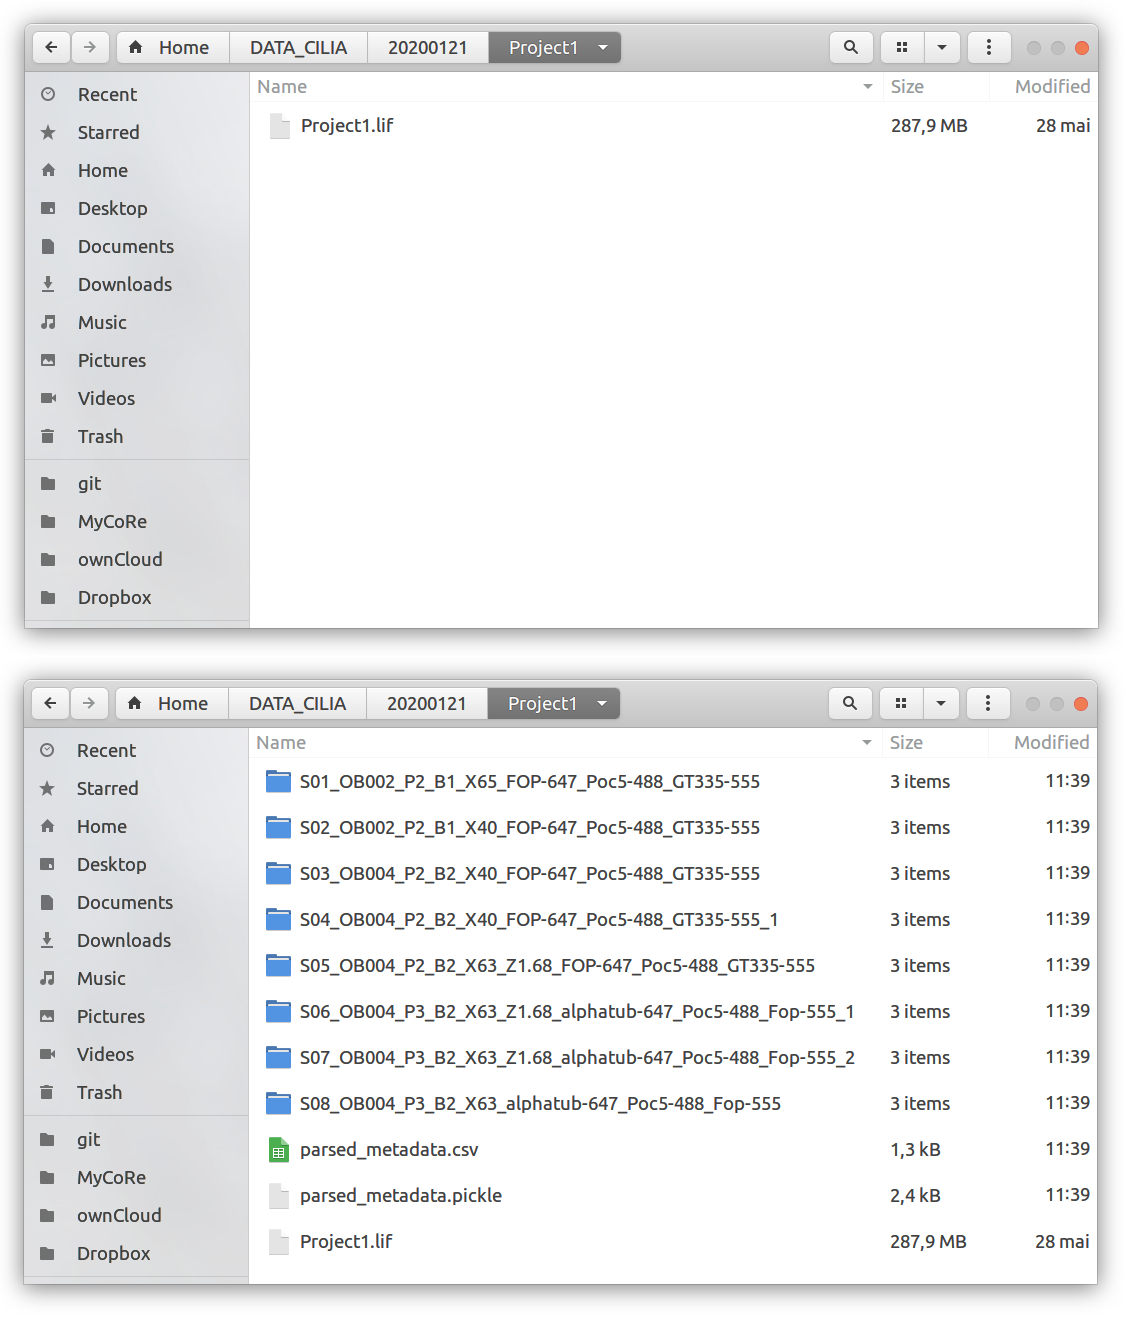 Home DATA_CILIA 20200121 Project1
Name Size Modified
Recent
Project1.lif 287,9 MB 28 mai
Starred
Home
Desktop
Documents
Downloads
Music
Pictures
Videos
Trash
git
MyCoRe
ownCloud
Dropbox
Home DATA_CILIA 20200121 Project1
Name Size Modified
Recent
S01_OB002_P2_B1_X65_FOP-647_Poc5-488_GT335-555 3 items 11:39
Starred
S02_OB002_P2_B1_X40_FOP-647_Poc5-488_GT335-555 3 items 11:39
Home
S03_OB004_P2_B2_X40_FOP-647_Poc5-488_GT335-555 3 items 11:39
Desktop
Documents
S04_OB004_P2_B2_X40_FOP-647_Poc5-488_GT335-555_1 3 items 11:39
Downloads
S05_OB004_P2_B2_X63_Z1.68_FOP-647_Poc5-488_GT335-555 3 items 11:39
Music
S06_OB004_P3_B2_X63_Z1.68_alphatub-647_Poc5-488_Fop-555_1 3 items 11:39
Pictures
Videos
S07_OB004_P3_B2_X63_Z1.68_alphatub-647_Poc5-488_Fop-555_2 3 items 11:39
Trash
S08_OB004_P3_B2_X63_alphatub-647_Poc5-488_Fop-555 3 items 11:39
git
parsed_metadata.csv 1,3 kB 11:39
MyCoRe
parsed_metadata.pickle 2,4 kB 11:39
ownCloud
Project1.lif 287,9 MB 28 mai
Dropbox